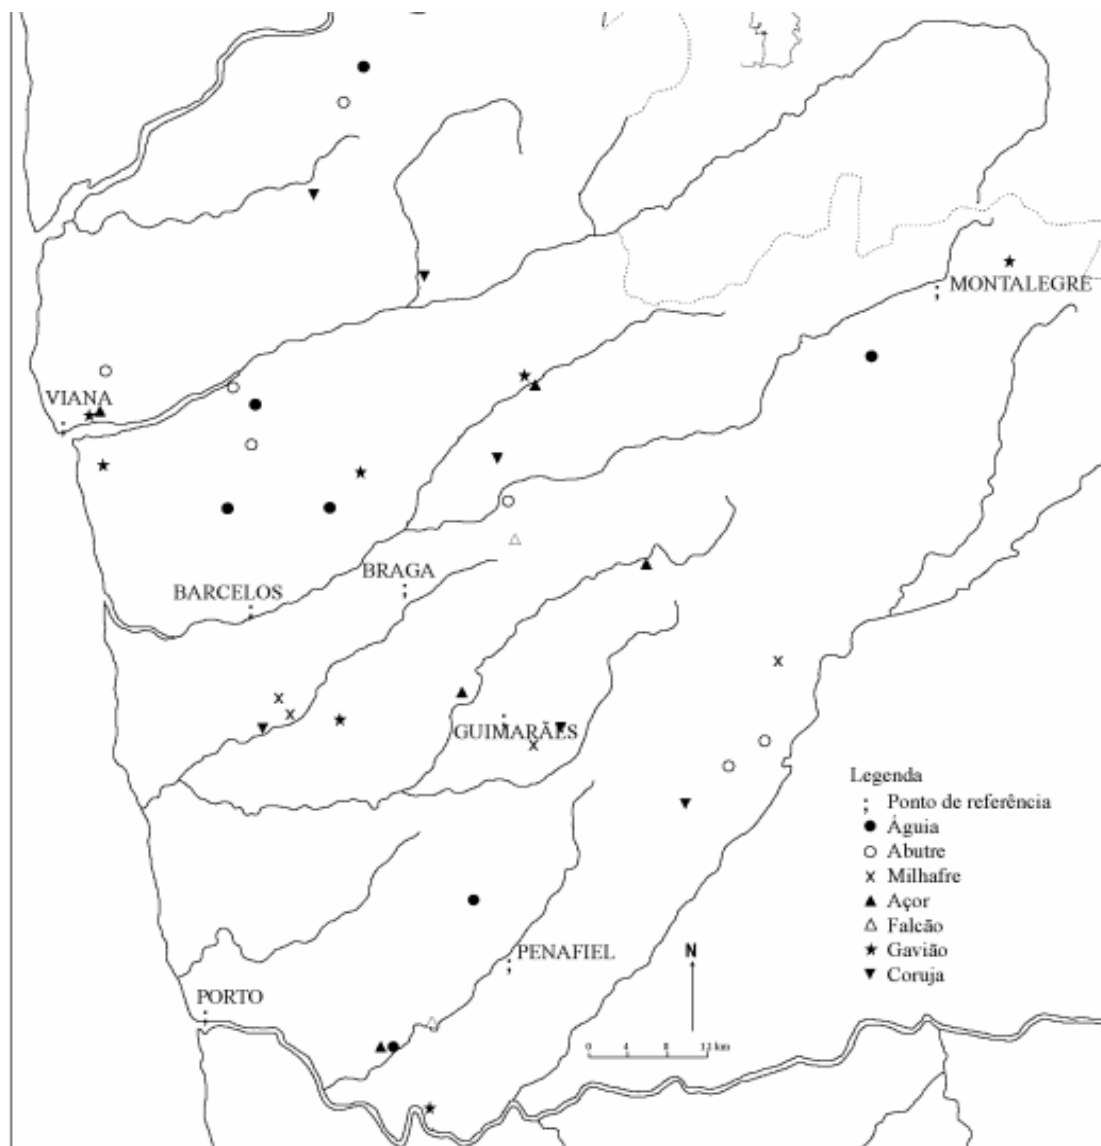 MONTALEGRE
VIANA
BRAGA
BARCELOS
GUIMARÃES
Legenda
Ponto de referência
Águia
Abutre
Milhafre
Açor
Falcão
Gavião
Coruja
PENAFIEL
N
PORTO
0 4 8 12 km